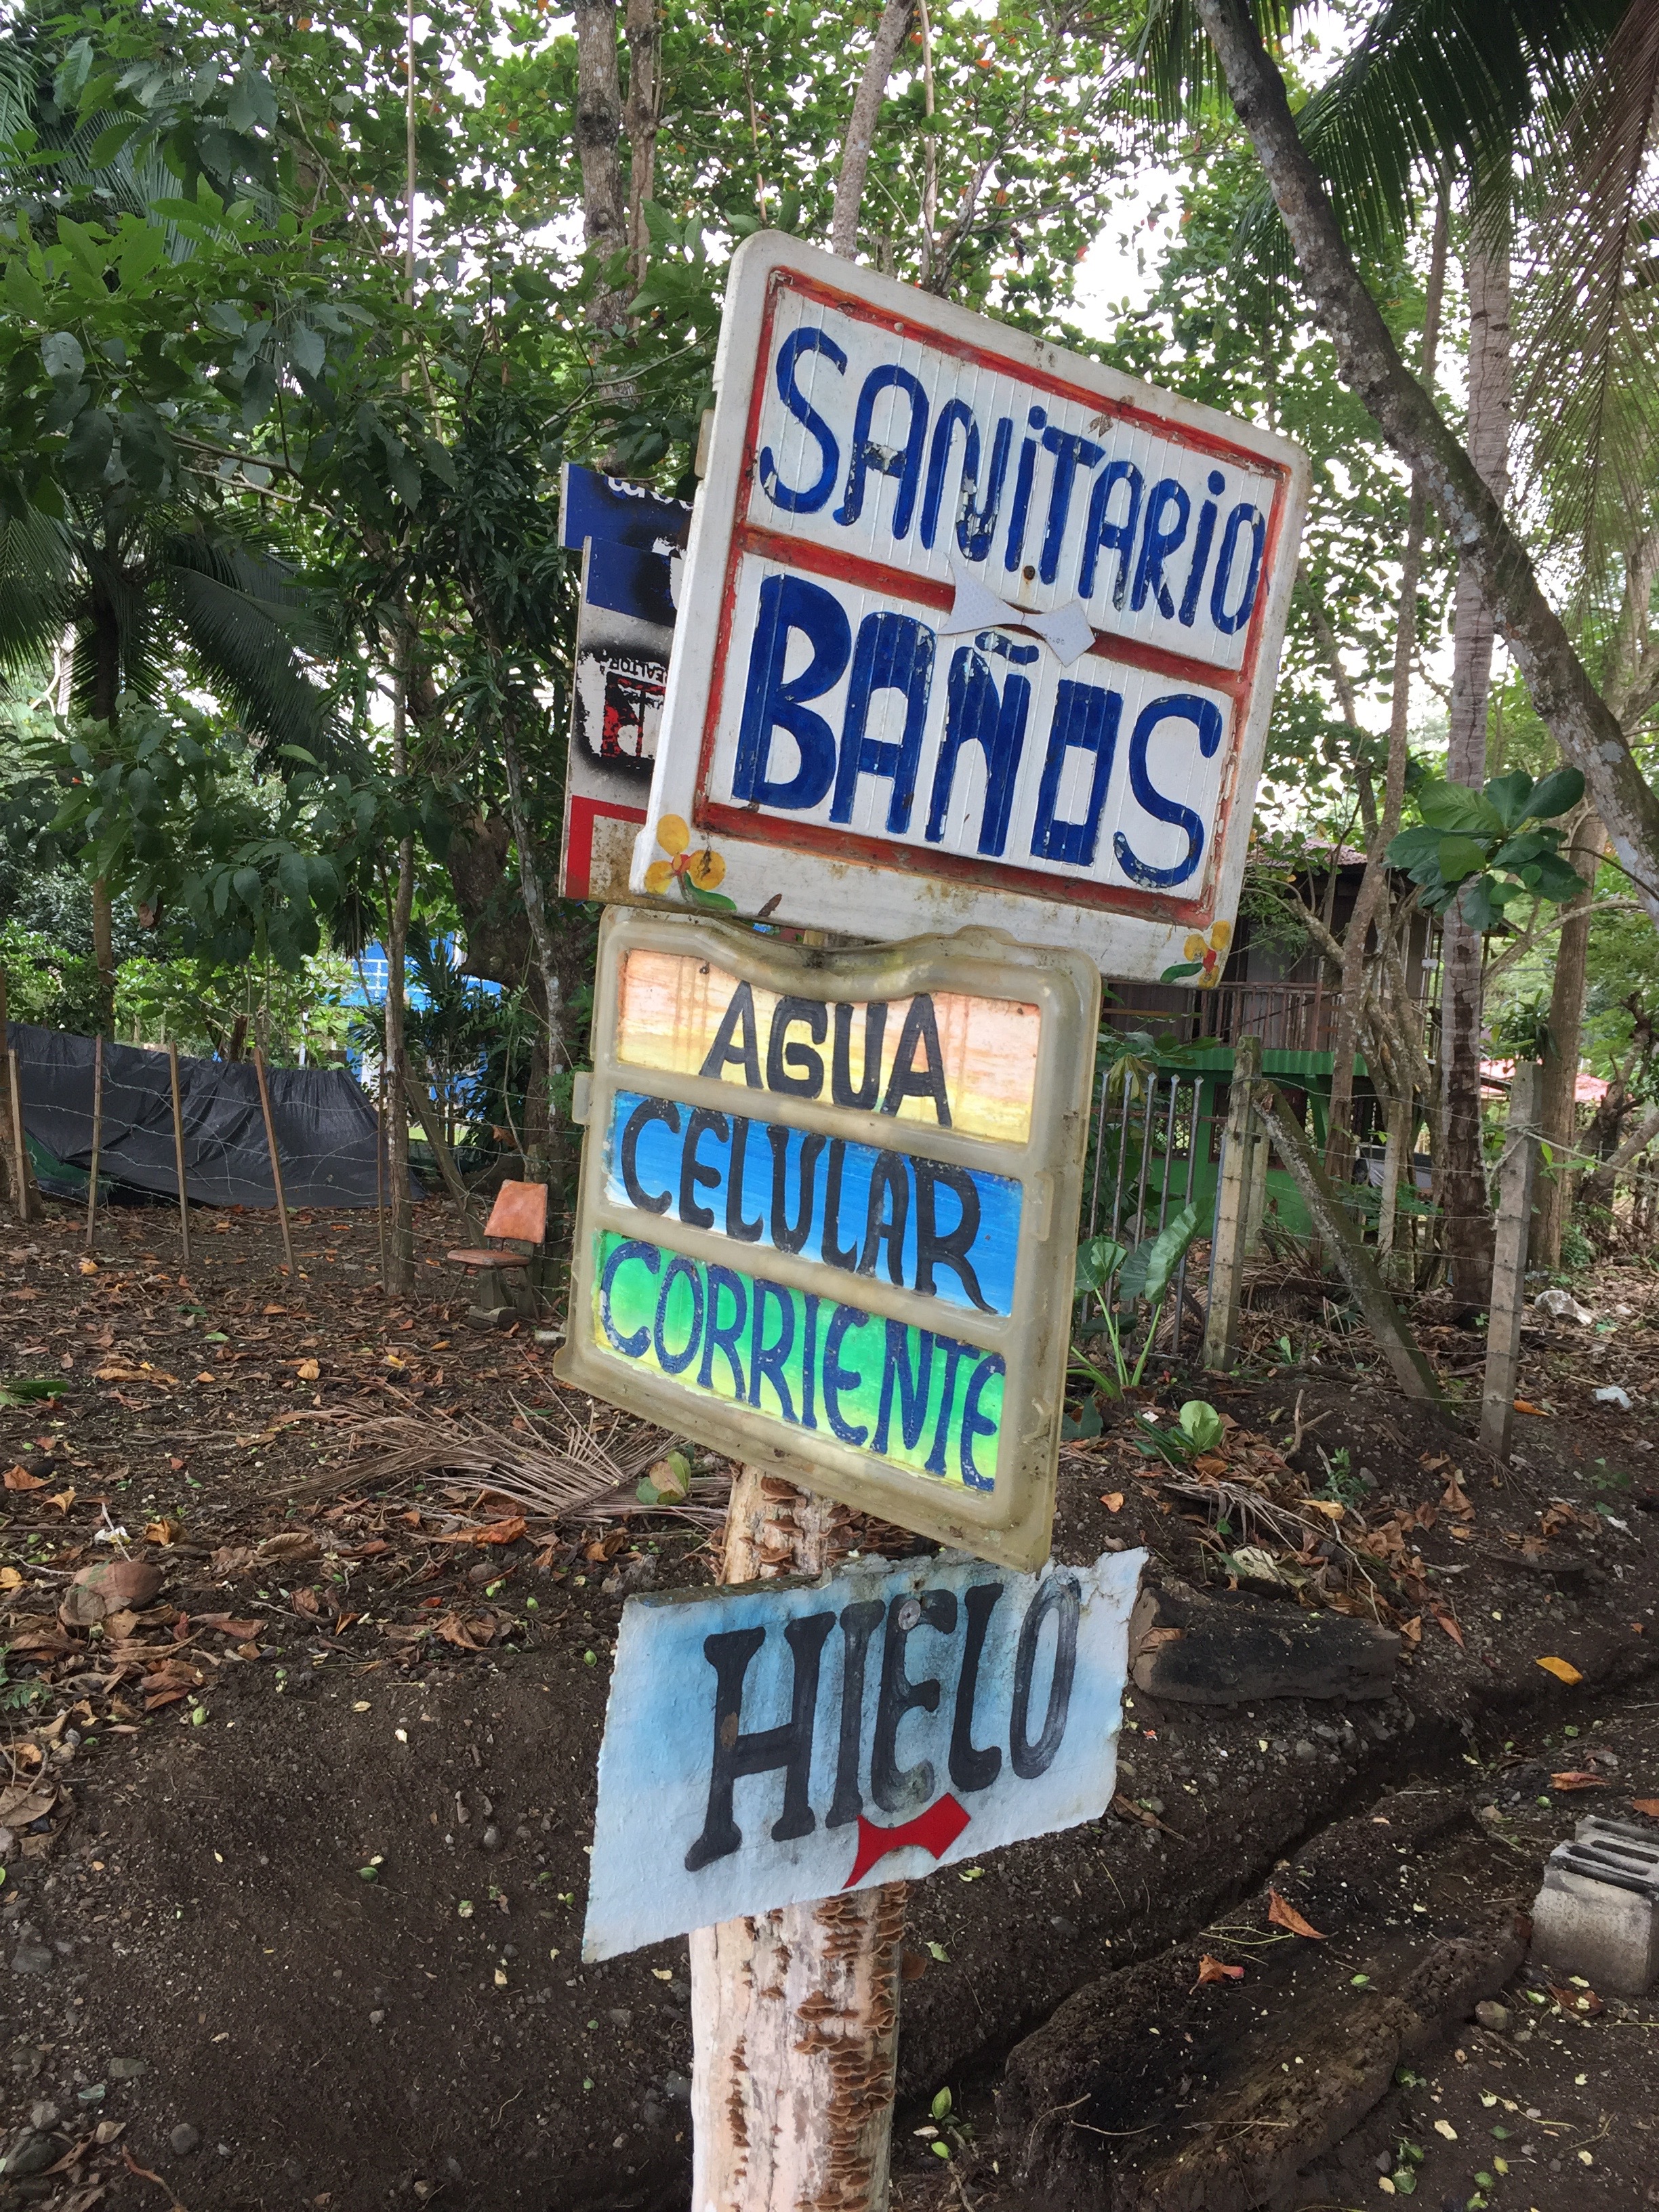 SANiTARiO
BAÑOS
AGUA
CELULAR
CORRIENTE
HIELO